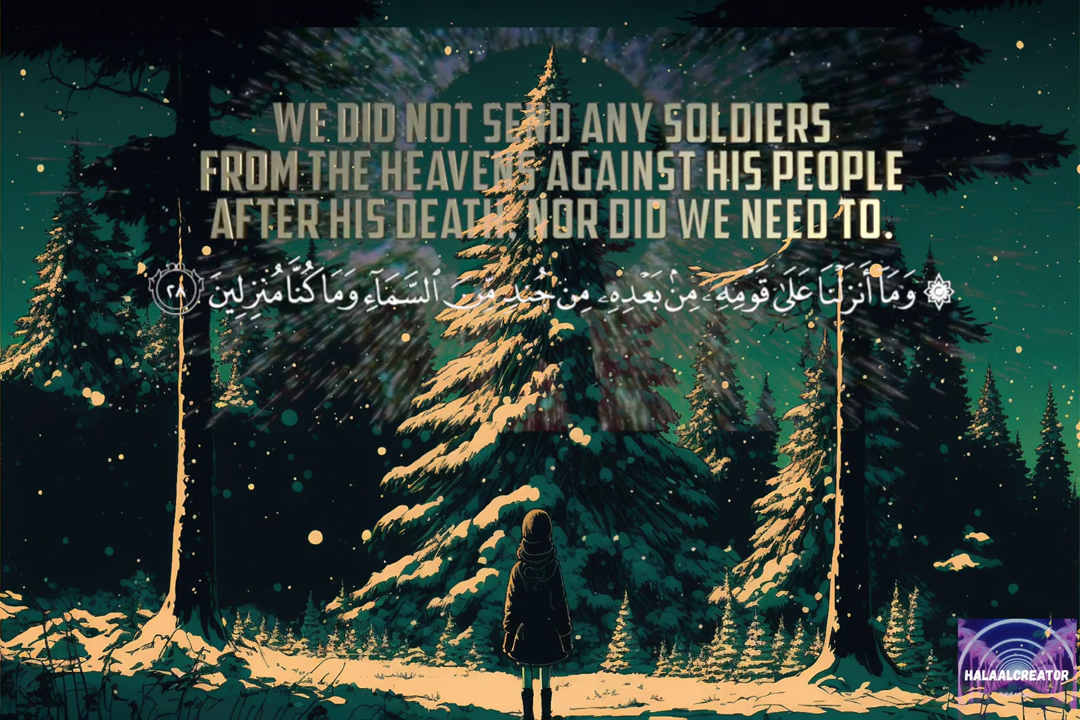 WE DID NOT SEND ANY SOLDIERS
FROM THE HEAVENS AGAINST HIS PEOPLE
AFTER HIS DEATH, NOR DID WE NEED TO.
۞ وَمَآ أَنزَلْنَا عَلَىٰ قَوْمِهِۦ مِنۢ بَعْدِهِۦ مِن جُندٍ مِّنَ ٱلسَّمَآءِ وَمَا كُنَّا مُنزِلِينَ ٢٨
HALAALCREATOR